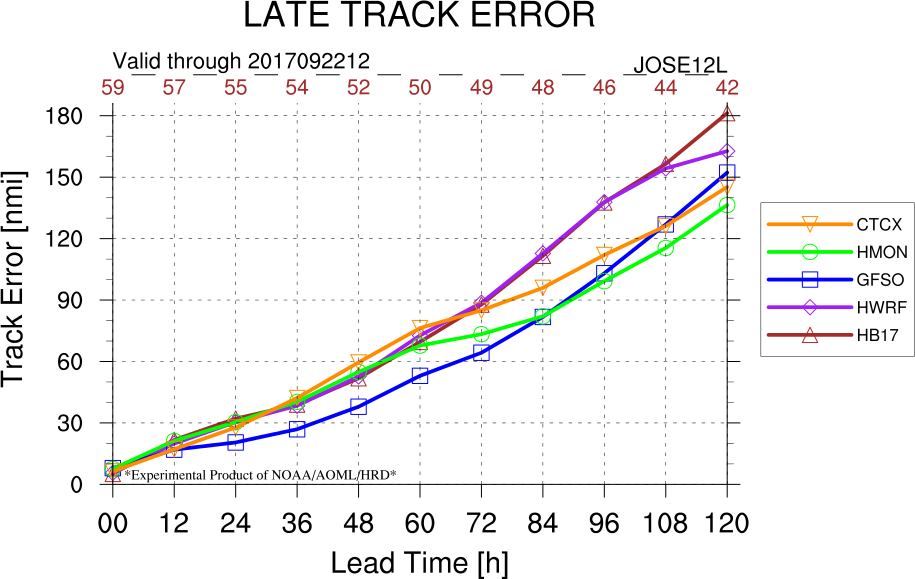 LATE TRACK ERROR
Valid through 2017092212
JOSE12L
59 57 55 54 52 50 49 48 46 44 42
180
150
120
90
60
30
0
Track Error [nmi]
*Experimental Product of NOAA/AOML/HRD*
00 12 24 36 48 60 72 84 96 108 120
Lead Time [h]
CTCX
HMON
GFSO
HWRF
HB17